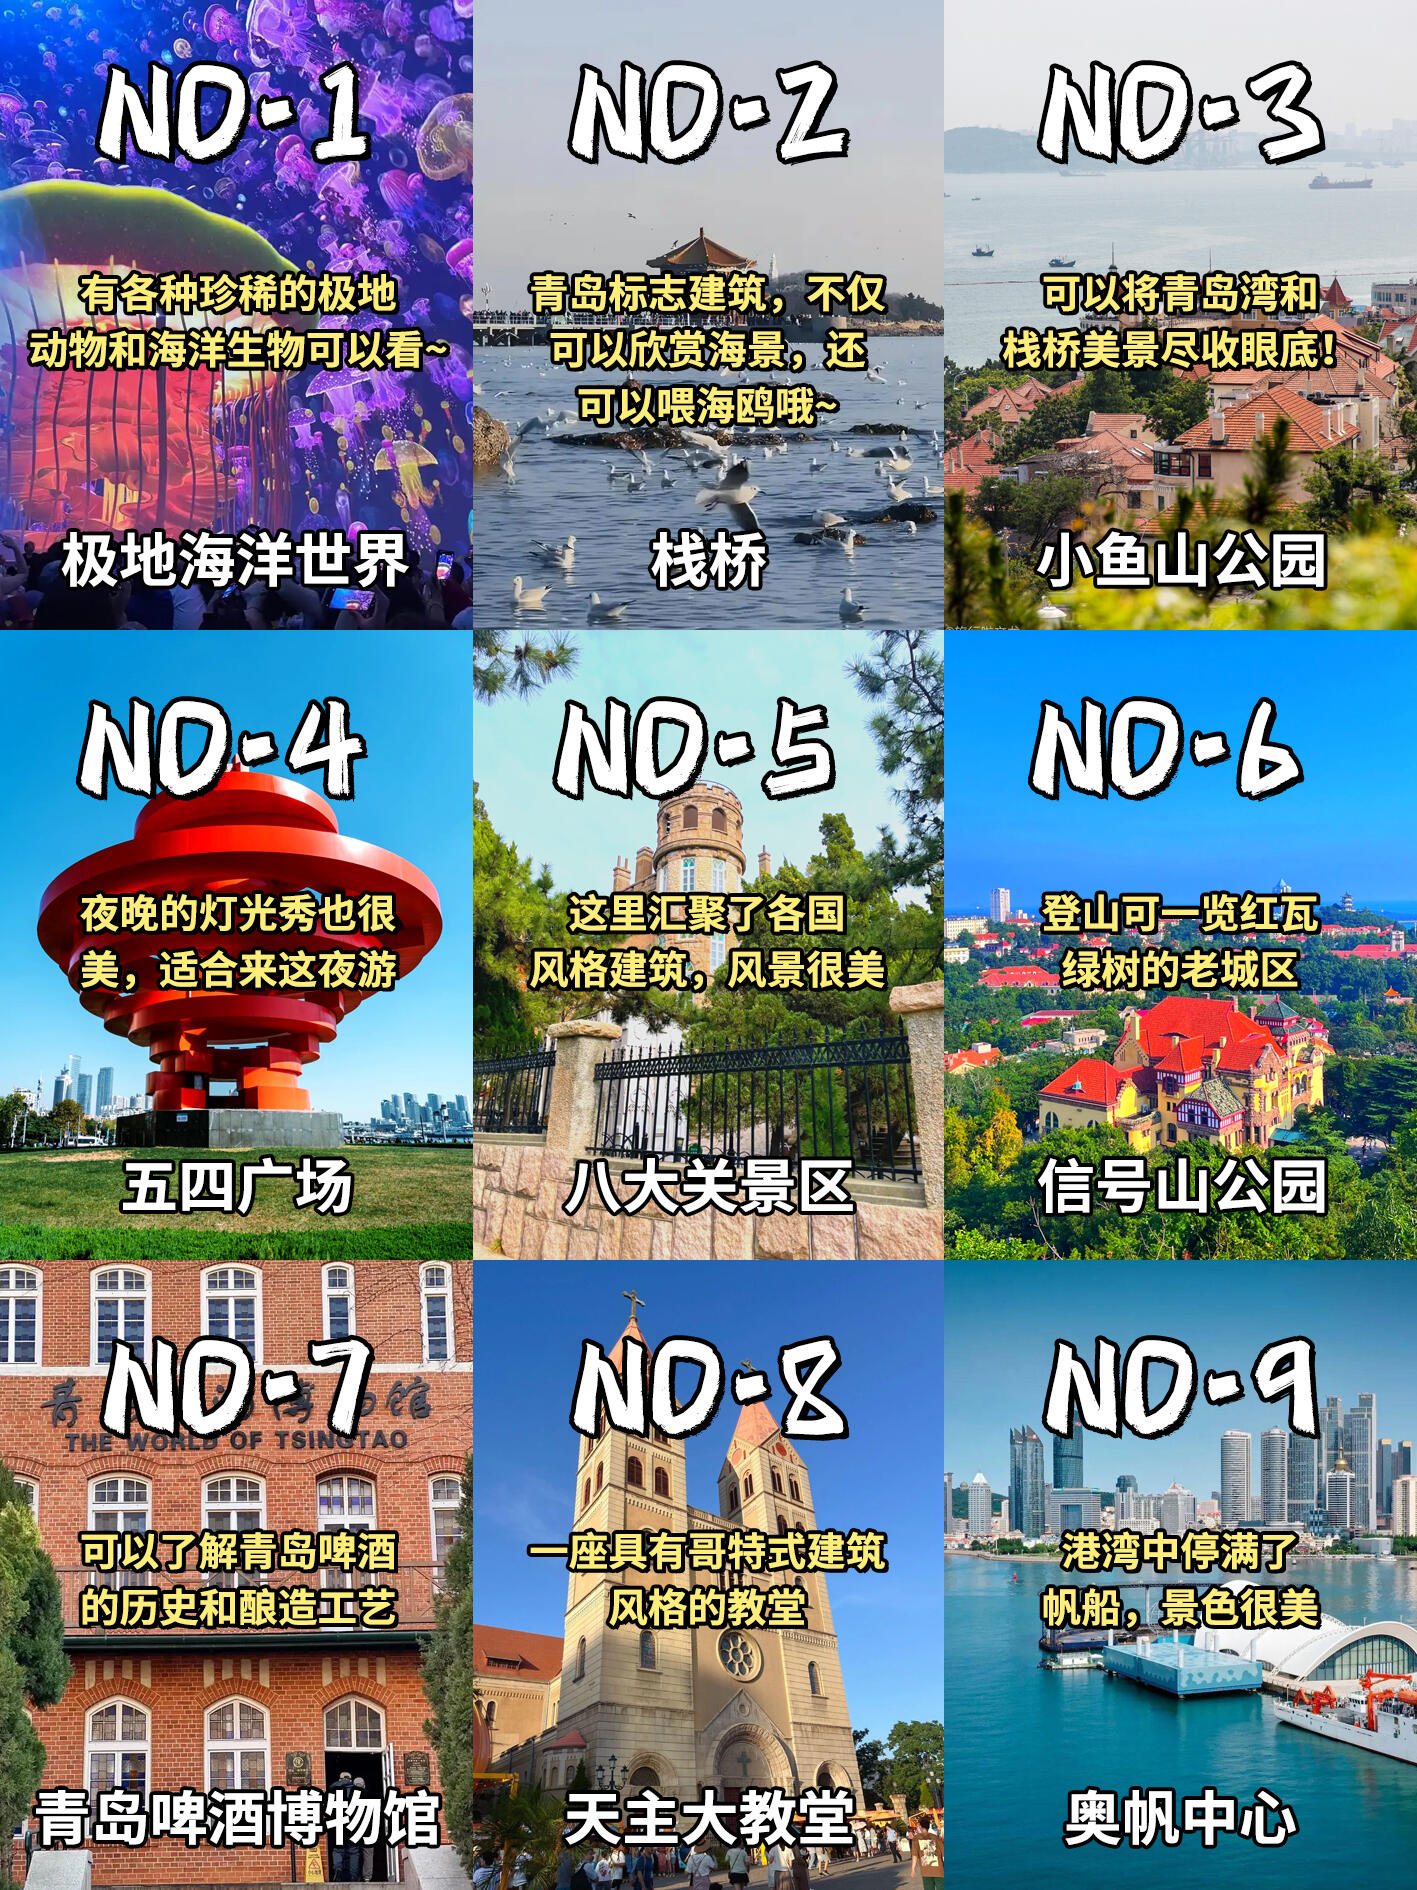 NO.1
有各种珍稀的极地
动物和海洋生物可以看~
极地海洋世界
NO.2
青岛标志建筑，不仅
可以欣赏海景，还
可以喂海鸥哦~
栈桥
NO.3
可以将青岛湾和
栈桥美景尽收眼底！
小鱼山公园
NO.4
夜晚的灯光秀也很
美，适合来这夜游
五四广场
NO.5
这里汇聚了各国
风格建筑，风景很美
八大关景区
NO.6
登山可一览红瓦
绿树的老城区
信号山公园
NO.7
THE WORLD OF TSINGTAO
可以了解青岛啤酒
的历史和酿造工艺
青岛啤酒博物馆
NO.8
一座具有哥特式建筑
风格的教堂
天主大教堂
NO.9
港湾中停满了
帆船，景色很美
奥帆中心